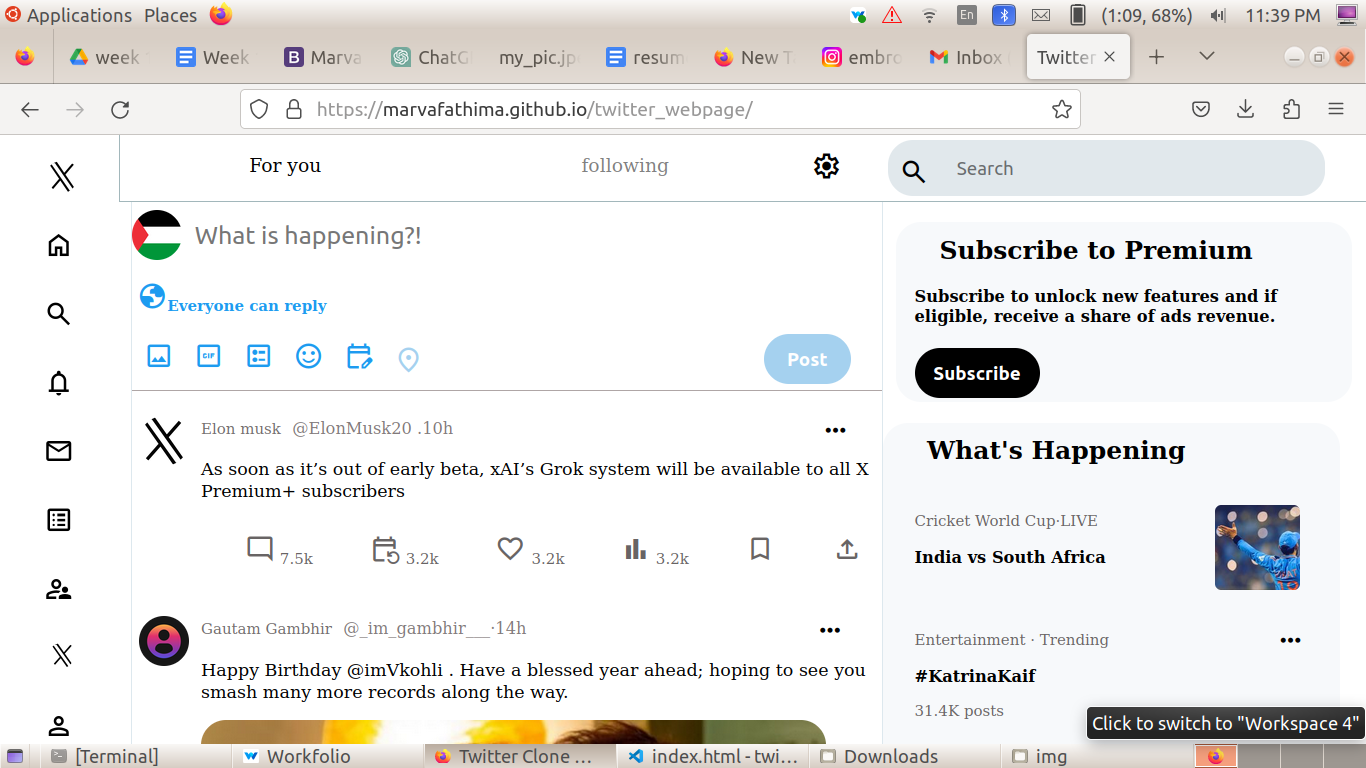 Applications Places En (1:09, 68%) 11:39 PM
week Week Marva ChatG my_pic.jp resum New T embro Inbox Twitter
https://marvafathima.github.io/twitter_webpage/
For you following Search
What is happening?!
Everyone can reply
GIF Post
Elon musk @ElonMusk20 .10h
As soon as it’s out of early beta, xAI’s Grok system will be available to all X
Premium+ subscribers
7.5k 3.2k 3.2k 3.2k
Gautam Gambhir @_im_gambhir___·14h
Happy Birthday @imVkohli . Have a blessed year ahead; hoping to see you
smash many more records along the way.
Subscribe to Premium
Subscribe to unlock new features and if
eligible, receive a share of ads revenue.
Subscribe
What's Happening
Cricket World Cup·LIVE
India vs South Africa
Entertainment · Trending
#KatrinaKaif
31.4K posts
Click to switch to "Workspace 4"
[Terminal] Workfolio Twitter Clone ... index.html - twi... Downloads img